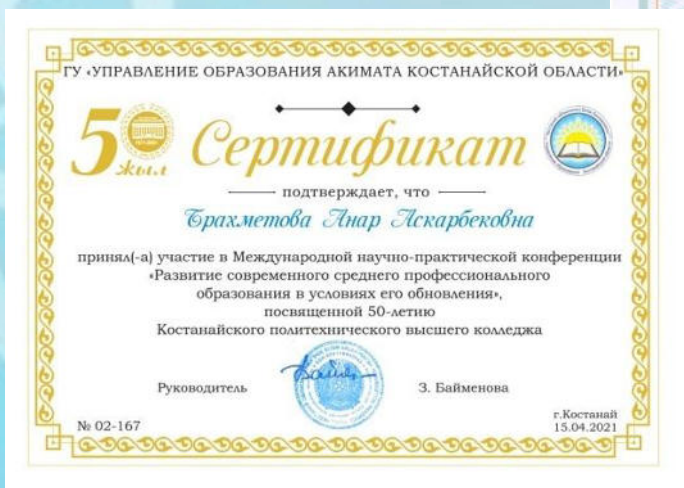 ГУ «УПРАВЛЕНИЕ ОБРАЗОВАНИЯ АКИМАТА КОСТАНАЙСКОЙ ОБЛАСТИ»
50
жыл
Сертификат
подтверждает, что
Брахметова Анар Аскарбековна
принял(-а) участие в Международной научно-практической конференции
«Развитие современного среднего профессионального
образования в условиях его обновления»,
посвященной 50-летию
Костанайского политехнического высшего колледжа
Руководитель З. Байменова
№ 02-167
г.Костанай
15.04.2021